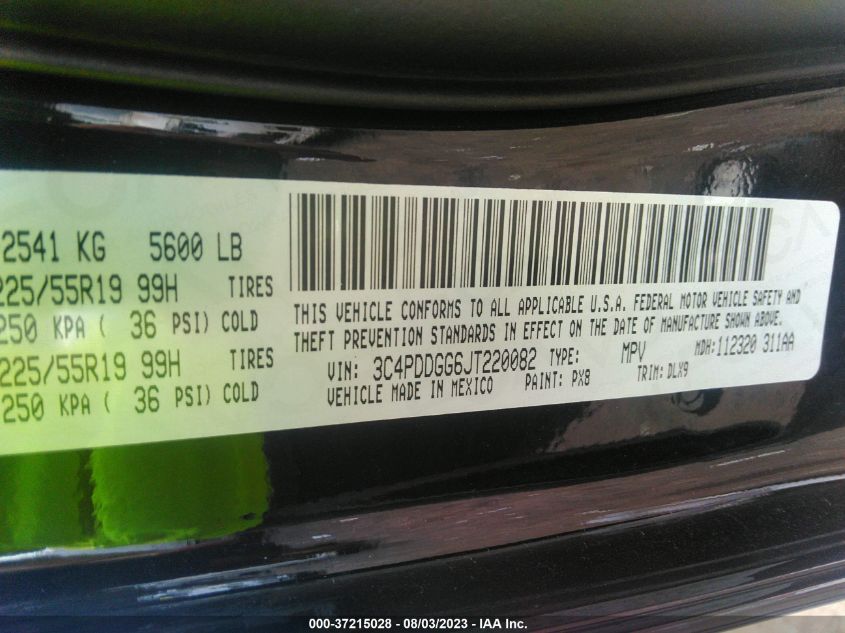 2541 KG 5600 LB
225/55R19 99H TIRES
250 KPA ( 36 PSI) COLD
225/55R19 99H TIRES
250 KPA ( 36 PSI) COLD
THIS VEHICLE CONFORMS TO ALL APPLICABLE U.S.A. FEDERAL MOTOR VEHICLE SAFETY AND
THEFT PREVENTION STANDARDS IN EFFECT ON THE DATE OF MANUFACTURE SHOWN ABOVE.
VIN: 3C4PDDGG6JT220082 TYPE: MPV MDH: 112320 311AA
VEHICLE MADE IN MEXICO PAINT: PX8 TRIM: DLX9
000-37215028 - 08/03/2023 - IAA Inc.